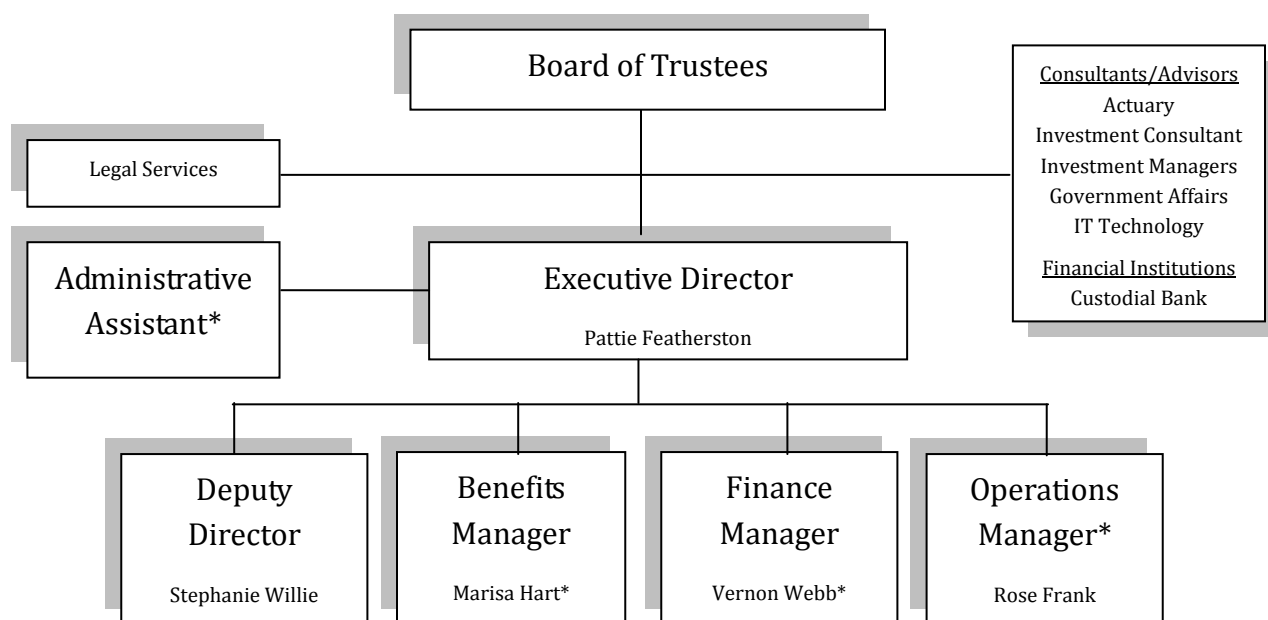 Board of Trustees
Consultants/Advisors
Actuary
Investment Consultant
Investment Managers
Government Affairs
IT Technology
Financial Institutions
Custodial Bank
Legal Services
Administrative
Assistant*
Executive Director
Pattie Featherston
Deputy
Director
Stephanie Willie
Benefits
Manager
Marisa Hart*
Finance
Manager
Vernon Webb*
Operations
Manager*
Rose Frank